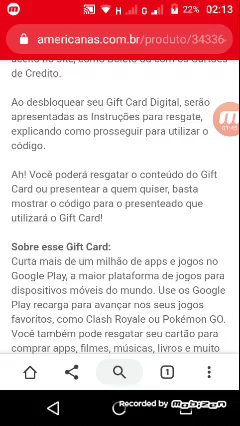 H G 22% 02:13
americanas.com.br/produto/34336
01:45
aceito no site, como Boleto ou com os Cartões
de Credito.
Ao desbloquear seu Gift Card Digital, serão
apresentadas as Instruções para resgate,
explicando como prosseguir para utilizar o
código.
Ah! Você poderá resgatar o conteúdo do Gift
Card ou presentear a quem quiser, basta
mostrar o código para o presenteado que
utilizará o Gift Card!
Sobre esse Gift Card:
Curta mais de um milhão de apps e jogos no
Google Play, a maior plataforma de jogos para
dispositivos móveis do mundo. Use os Google
Play recarga para avançar nos seus jogos
favoritos, como Clash Royale ou Pokémon GO.
Você também pode resgatar seu cartão para
comprar apps, filmes, músicas, livros e muito
1
Recorded by mobizen